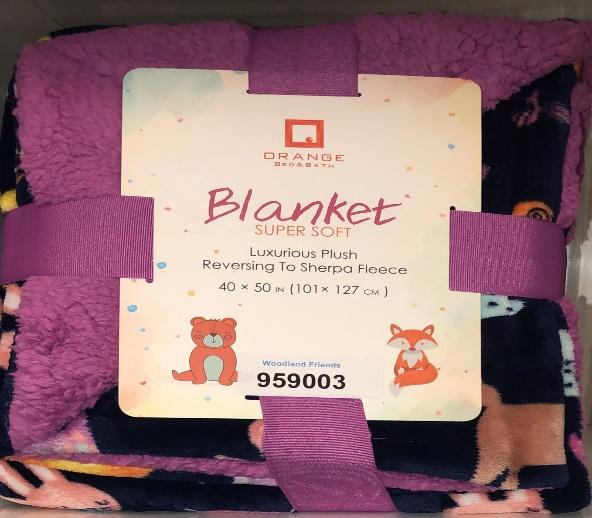 ORANGE
BED & BATH
Blanket
SUPER SOFT
Luxurious Plush
Reversing To Sherpa Fleece
40 × 50 IN (101× 127 CM )
Woodland Friends
959003